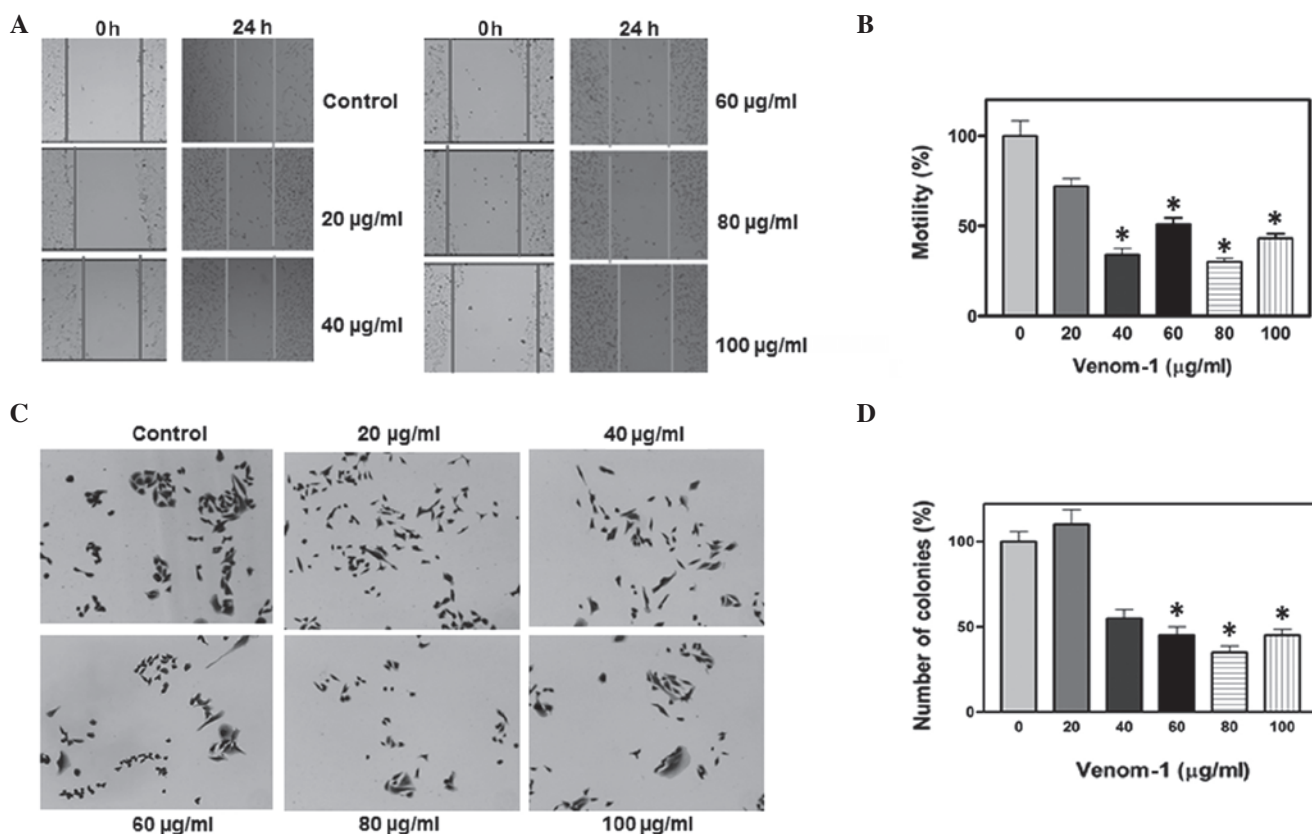 A
0 h 24 h
Control
20 µg/ml
40 µg/ml
0 h 24 h
60 µg/ml
80 µg/ml
100 µg/ml
B
Motility (%)
100
50
0
* * * *
0 20 40 60 80 100
Venom-1 (µg/ml)
C
Control 20 µg/ml 40 µg/ml
60 µg/ml 80 µg/ml 100 µg/ml
D
Number of colonies (%)
100
50
0
* * *
0 20 40 60 80 100
Venom-1 (µg/ml)